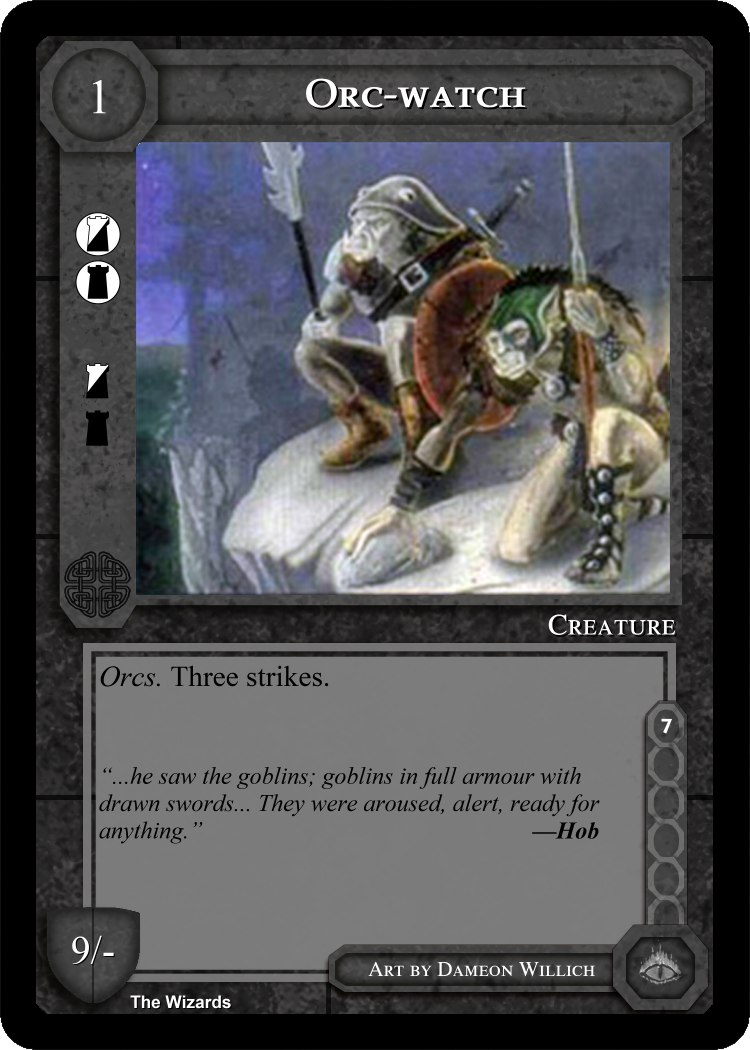 1
Orc-watch
Creature
Orcs. Three strikes.
7
“...he saw the goblins; goblins in full armour with
drawn swords... They were aroused, alert, ready for
anything.” —Hob
9/-
Art by Dameon Willich
The Wizards